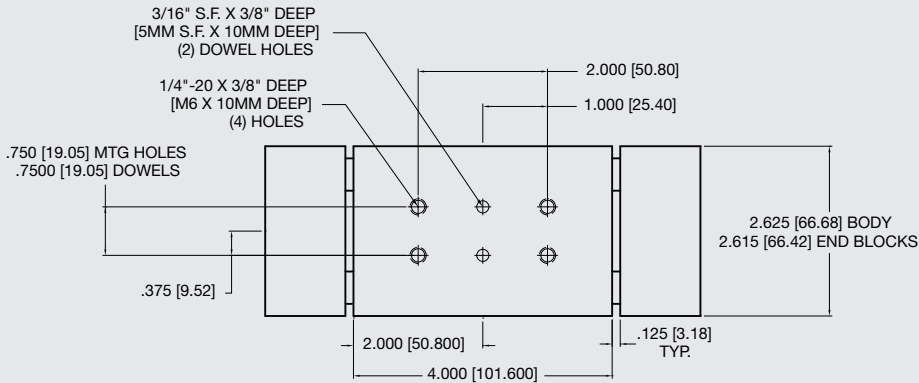 3/16" S.F. X 3/8" DEEP
[5MM S.F. X 10MM DEEP]
(2) DOWEL HOLES
1/4"-20 X 3/8" DEEP
[M6 X 10MM DEEP]
(4) HOLES
2.000 [50.80]
1.000 [25.40]
.750 [19.05] MTG HOLES
.7500 [19.05] DOWELS
2.625 [66.68] BODY
2.615 [66.42] END BLOCKS
.375 [9.52]
2.000 [50.800]
.125 [3.18]
TYP.
4.000 [101.600]